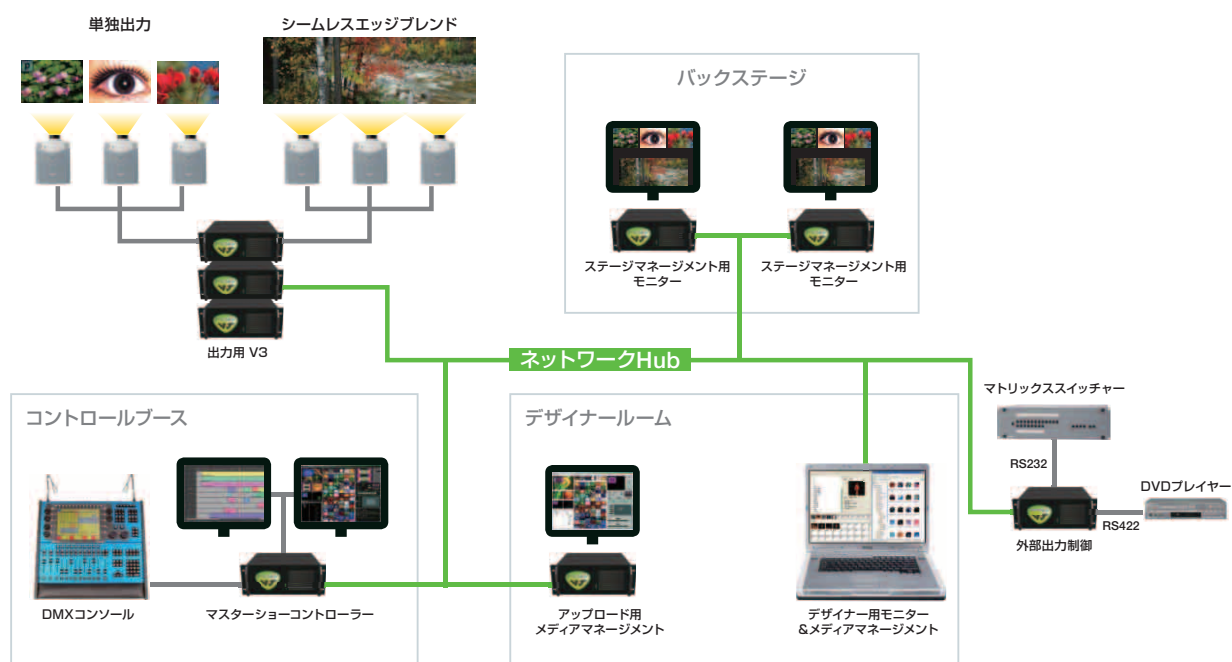 単独出力
シームレスエッジブレンド
バックステージ
ステージマネージメント用
モニター
ステージマネージメント用
モニター
出力用 V3
ネットワークHub
コントロールブース
デザイナールーム
マトリックススイッチャー
RS232
DVDプレイヤー
RS422
外部出力制御
DMXコンソール
マスターショーコントローラー
アップロード用
メディアマネージメント
デザイナー用モニター
&メディアマネージメント